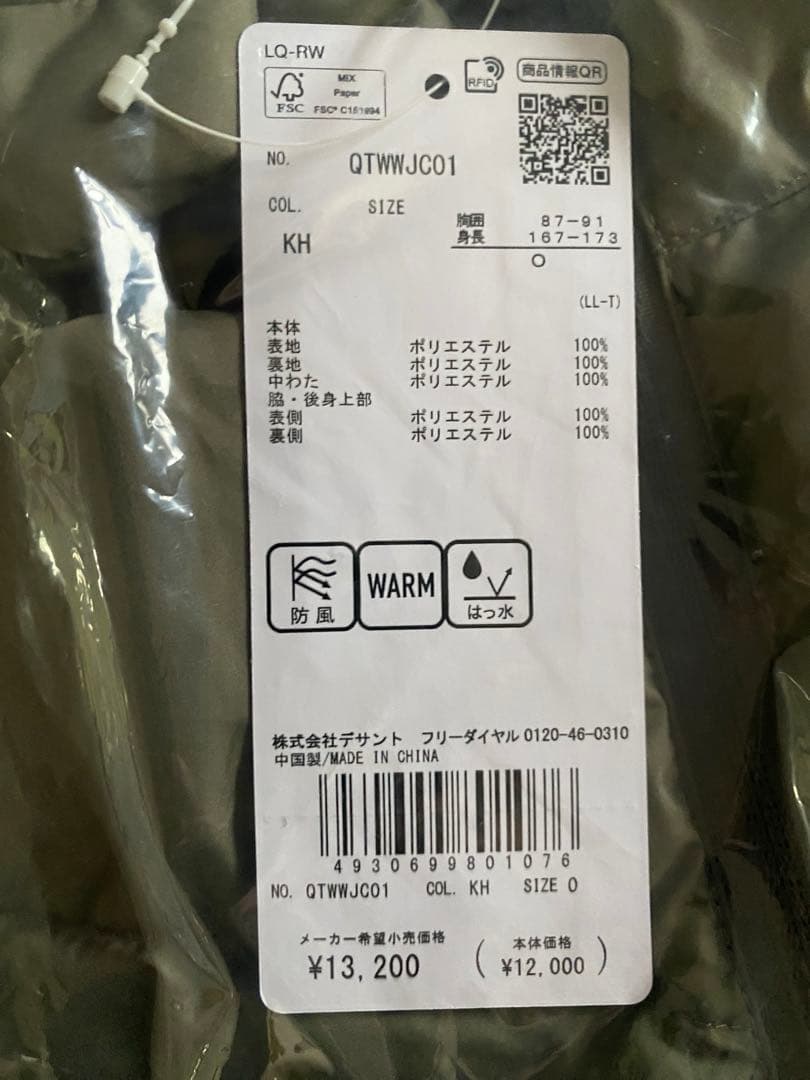 LQ-RW
MIX
Paper
FSC
FSC® C151994
RFID
商品情報QR
NO. QTWWJC01
COL. SIZE
KH
胸囲 87-91
身長 167-173
O
(LL-T)
本体
表地 ポリエステル 100%
裏地 ポリエステル 100%
中わた ポリエステル 100%
脇・後身上部
表側 ポリエステル 100%
裏側 ポリエステル 100%
防風
WARM
はっ水
株式会社デサント フリーダイヤル 0120-46-0310
中国製/MADE IN CHINA
4930699801076
NO. QTWWJC01 COL. KH SIZE O
メーカー希望小売価格
¥13,200
(本体価格
¥12,000)